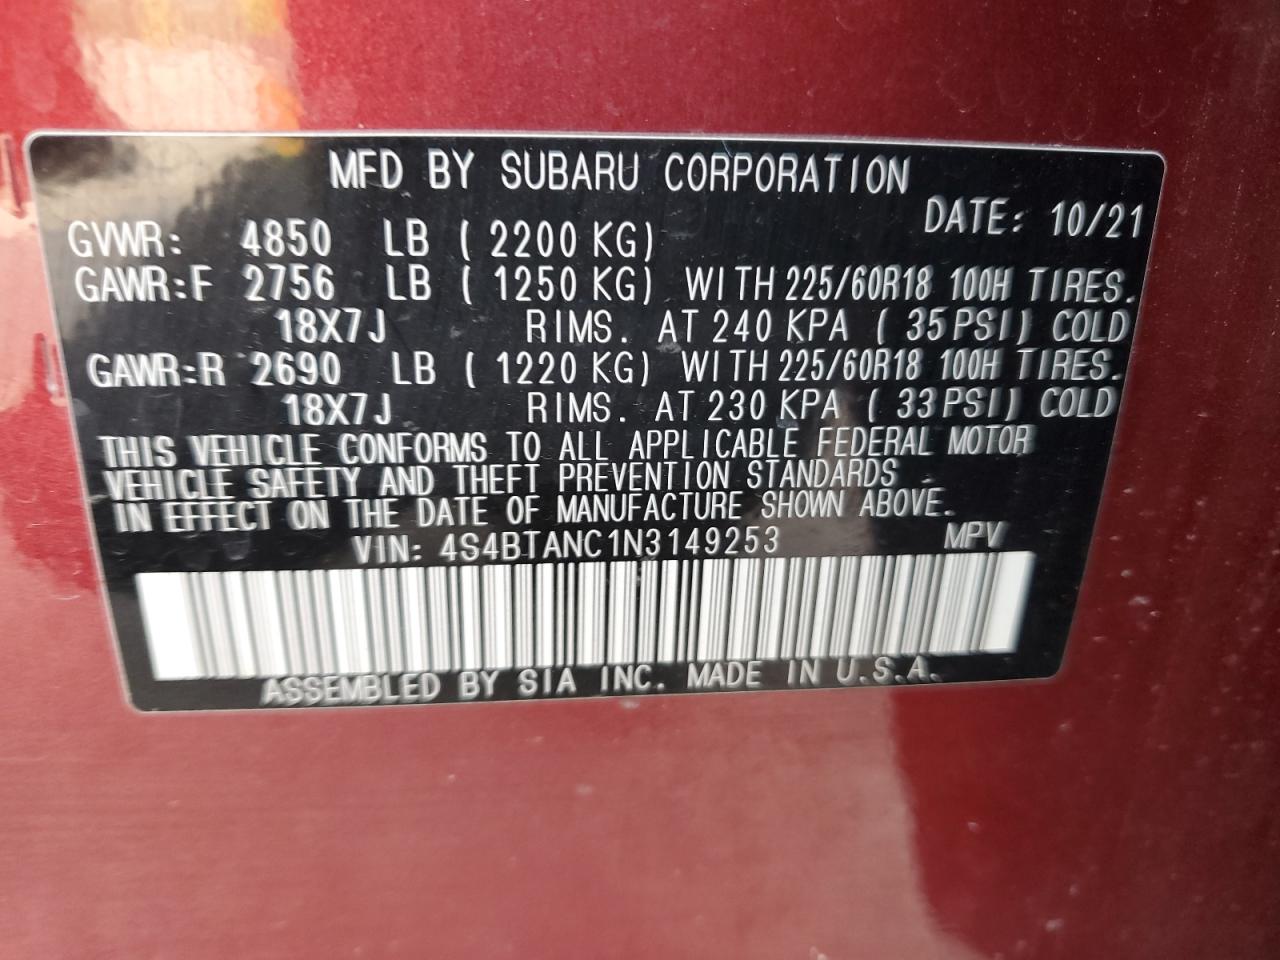 MFD BY SUBARU CORPORATION
DATE: 10/21
GVWR: 4850 LB ( 2200 KG)
GAWR:F 2756 LB ( 1250 KG) WITH 225/60R18 100H TIRES.
18X7J RIMS. AT 240 KPA ( 35PSI) COLD
GAWR:R 2690 LB ( 1220 KG) WITH 225/60R18 100H TIRES.
18X7J RIMS. AT 230 KPA ( 33PSI) COLD
THIS VEHICLE CONFORMS TO ALL APPLICABLE FEDERAL MOTOR
VEHICLE SAFETY AND THEFT PREVENTION STANDARDS
IN EFFECT ON THE DATE OF MANUFACTURE SHOWN ABOVE.
VIN: 4S4BTANC1N3149253 MPV
ASSEMBLED BY SIA INC. MADE IN U.S.A.